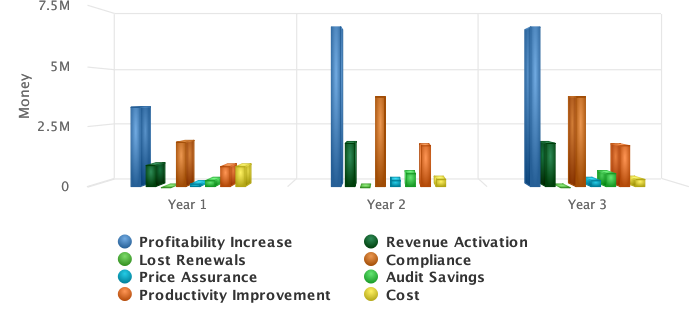 7.5M
5M
2.5M
0
Money
Year 1
Year 2
Year 3
Profitability Increase
Revenue Activation
Lost Renewals
Compliance
Price Assurance
Audit Savings
Productivity Improvement
Cost